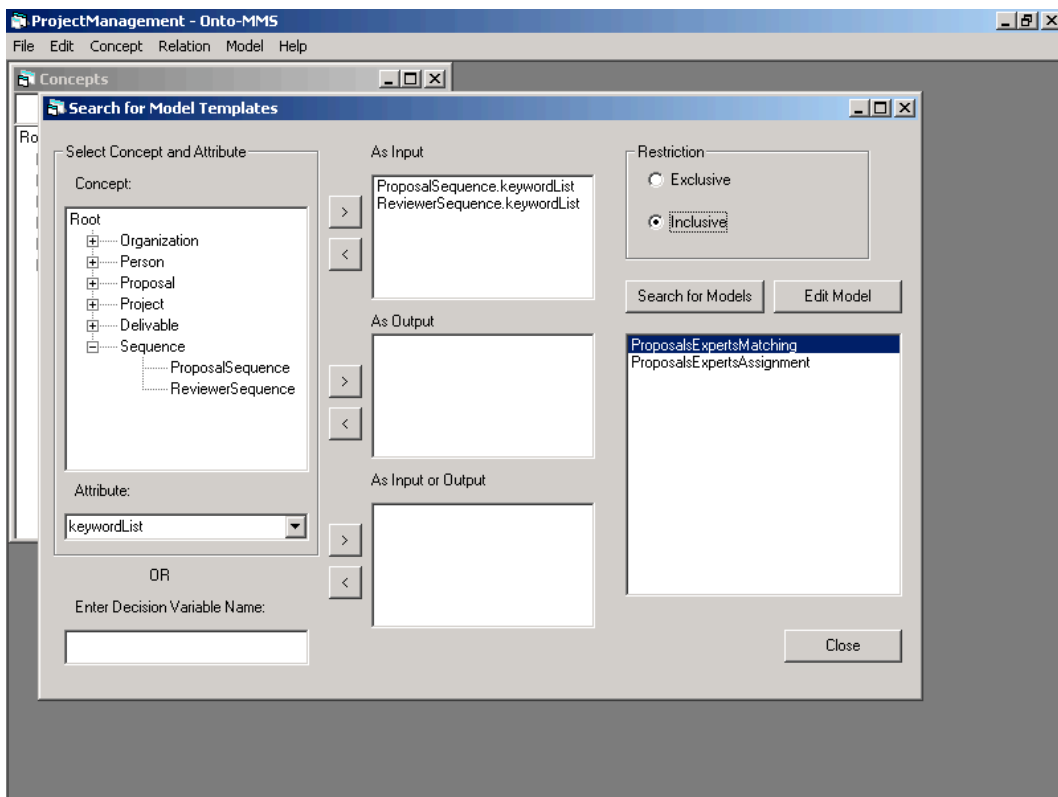 ProjectManagement - Onto-MMS
File Edit Concept Relation Model Help
Concepts
Ro
Search for Model Templates
Select Concept and Attribute
Concept:
Root
Organization
Person
Proposal
Project
Delivable
Sequence
ProposalSequence
ReviewerSequence
Attribute:
keywordList
OR
Enter Decision Variable Name:
As Input
>
<
ProposalSequence.keywordList
ReviewerSequence.keywordList
As Output
>
<
As Input or Output
>
<
Restriction
Exclusive
Inclusive
Search for Models
Edit Model
ProposalsExpertsMatching
ProposalsExpertsAssignment
Close